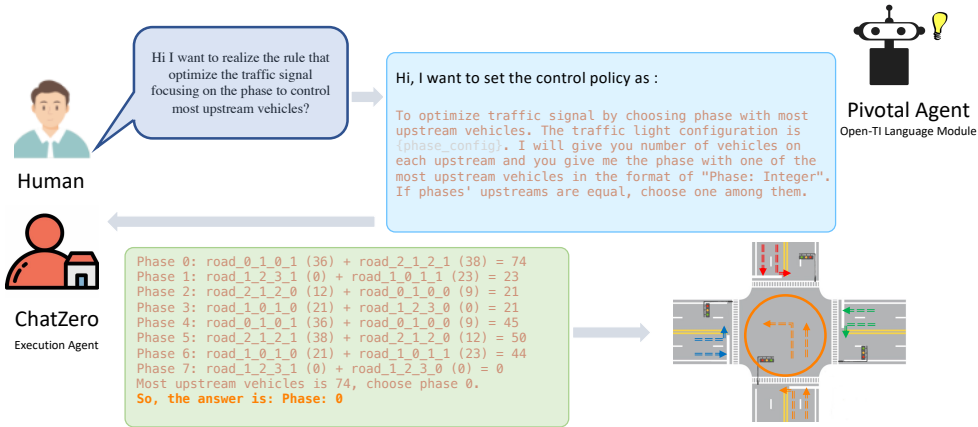 Hi I want to realize the rule that
optimize the traffic signal
focusing on the phase to control
most upstream vehicles?
Human
Hi, I want to set the control policy as :
To optimize traffic signal by choosing phase with most
upstream vehicles. The traffic light configuration is
{phase_config}. I will give you number of vehicles on
each upstream and you give me the phase with one of the
most upstream vehicles in the format of "Phase: Integer".
If phases' upstreams are equal, choose one among them.
Pivotal Agent
Open-TI Language Module
ChatZero
Execution Agent
Phase 0: road_0_1_0_1 (36) + road_2_1_2_1 (38) = 74
Phase 1: road_1_2_3_1 (0) + road_1_0_1_1 (23) = 23
Phase 2: road_2_1_2_0 (12) + road_0_1_0_0 (9) = 21
Phase 3: road_1_0_1_0 (21) + road_1_2_3_0 (0) = 21
Phase 4: road_0_1_0_1 (36) + road_0_1_0_0 (9) = 45
Phase 5: road_2_1_2_1 (38) + road_2_1_2_0 (12) = 50
Phase 6: road_1_0_1_0 (21) + road_1_0_1_1 (23) = 44
Phase 7: road_1_2_3_1 (0) + road_1_2_3_0 (0) = 0
Most upstream vehicles is 74, choose phase 0.
So, the answer is: Phase: 0